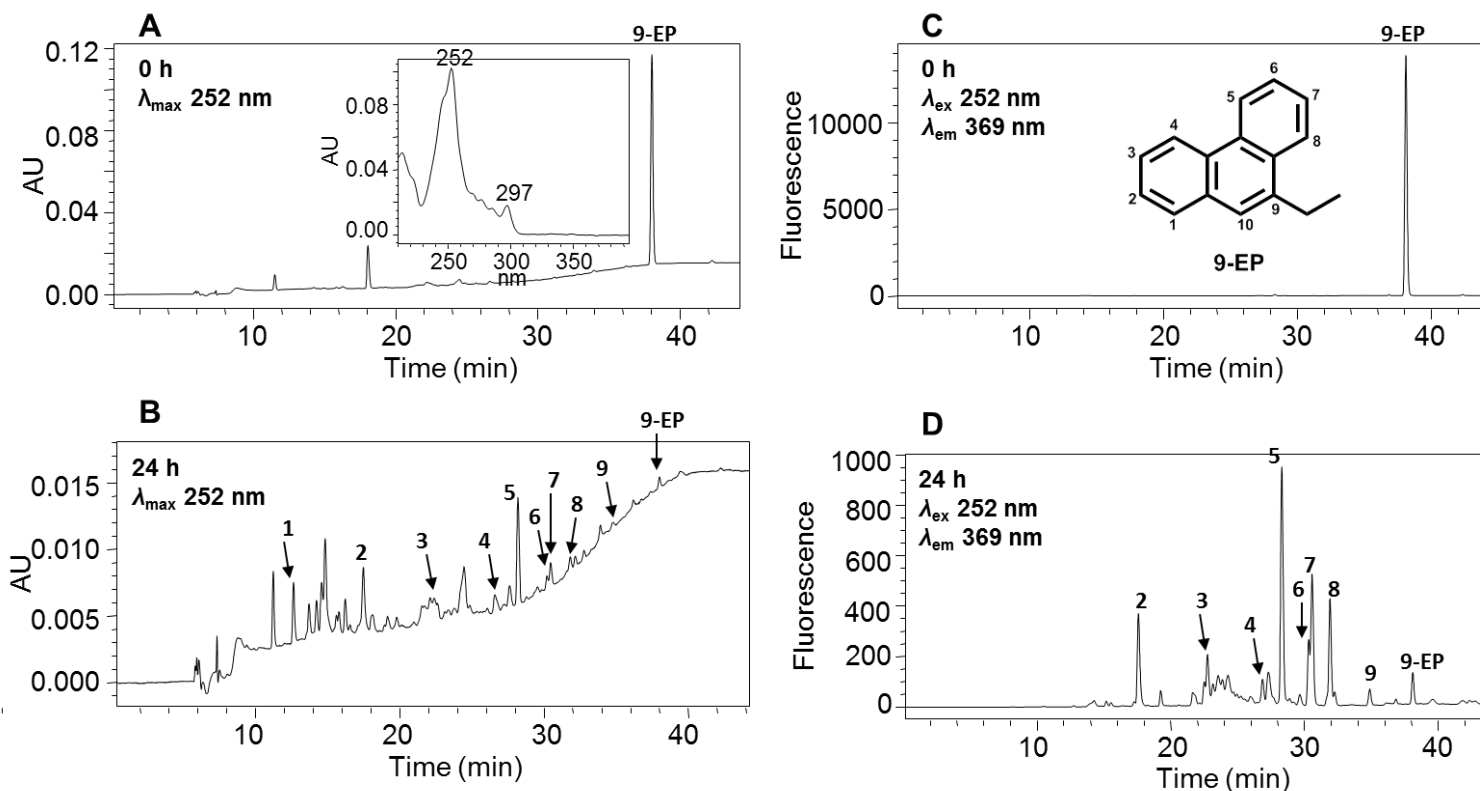 A
0 h
λmax 252 nm
9-EP
0.12
0.08
0.04
0.00
AU
10
20
30
40
Time (min)
252
297
0.08
0.04
0.00
AU
250
300
350
nm
C
0 h
λex 252 nm
λem 369 nm
9-EP
10000
5000
0
Fluorescence
10
20
30
40
Time (min)
1
2
3
4
5
6
7
8
9
10
9-EP
B
24 h
λmax 252 nm
0.015
0.010
0.005
0.000
AU
1
2
3
4
5
6
7
8
9
9-EP
10
20
30
40
Time (min)
D
24 h
λex 252 nm
λem 369 nm
1000
800
600
400
200
0
Fluorescence
2
3
4
5
6
7
8
9
9-EP
10
20
30
40
Time (min)